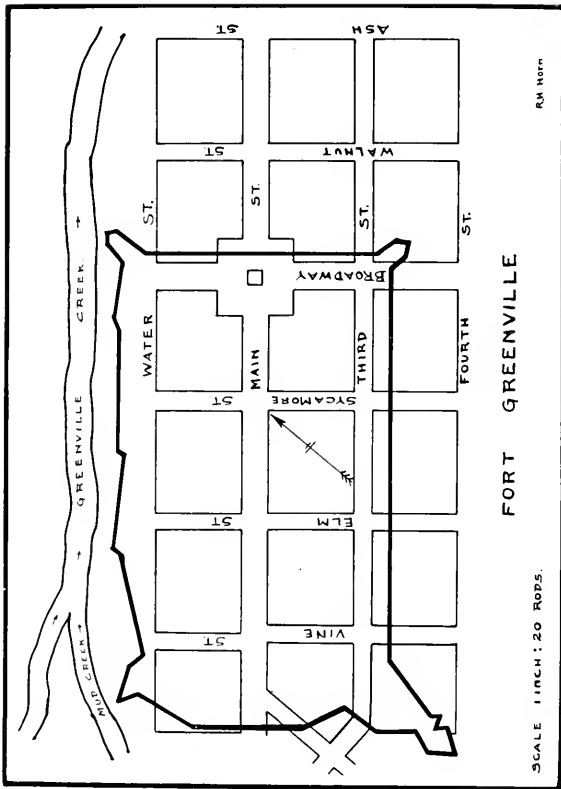 ASH ST.
WALNUT ST.
BROADWAY
SYCAMORE ST
ELM ST
VINE ST.
WATER ST.
MAIN ST.
THIRD ST.
FOURTH ST.
GREENVILLE CREEK
MUD CREEK
FORT GREENVILLE
SCALE 1 INCH : 20 RODS.
R.H. Horn